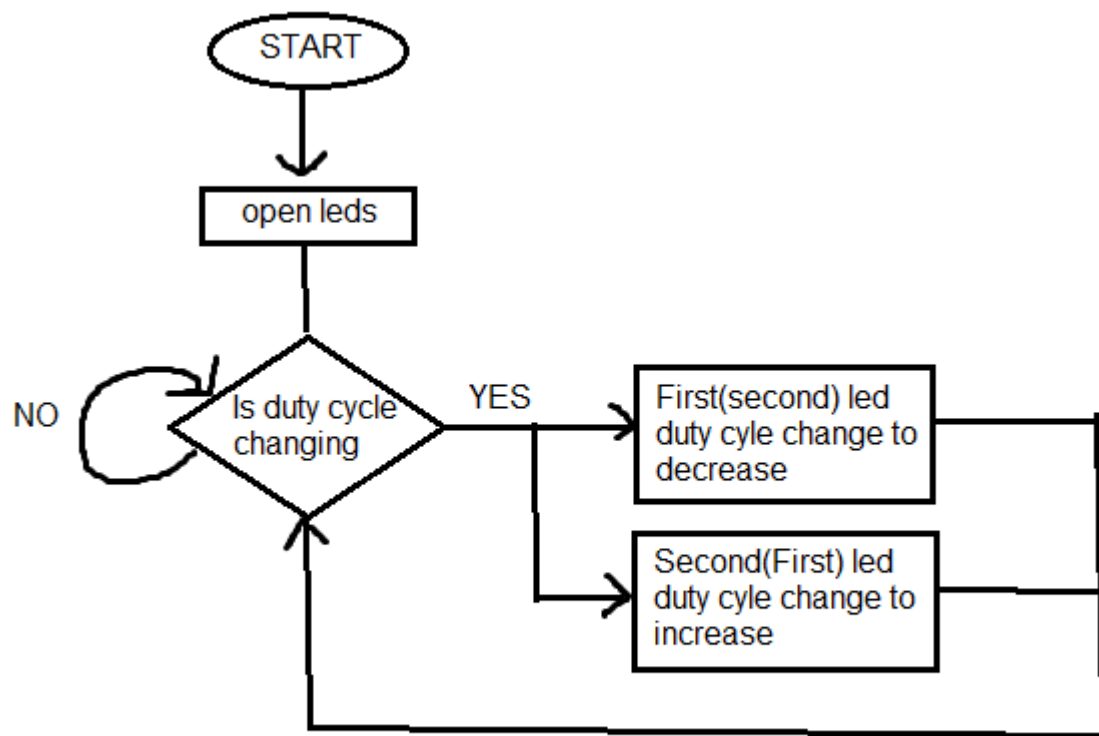 START
open leds
Is duty cycle
changing
NO
YES
First(second) led
duty cyle change to
decrease
Second(First) led
duty cyle change to
increase